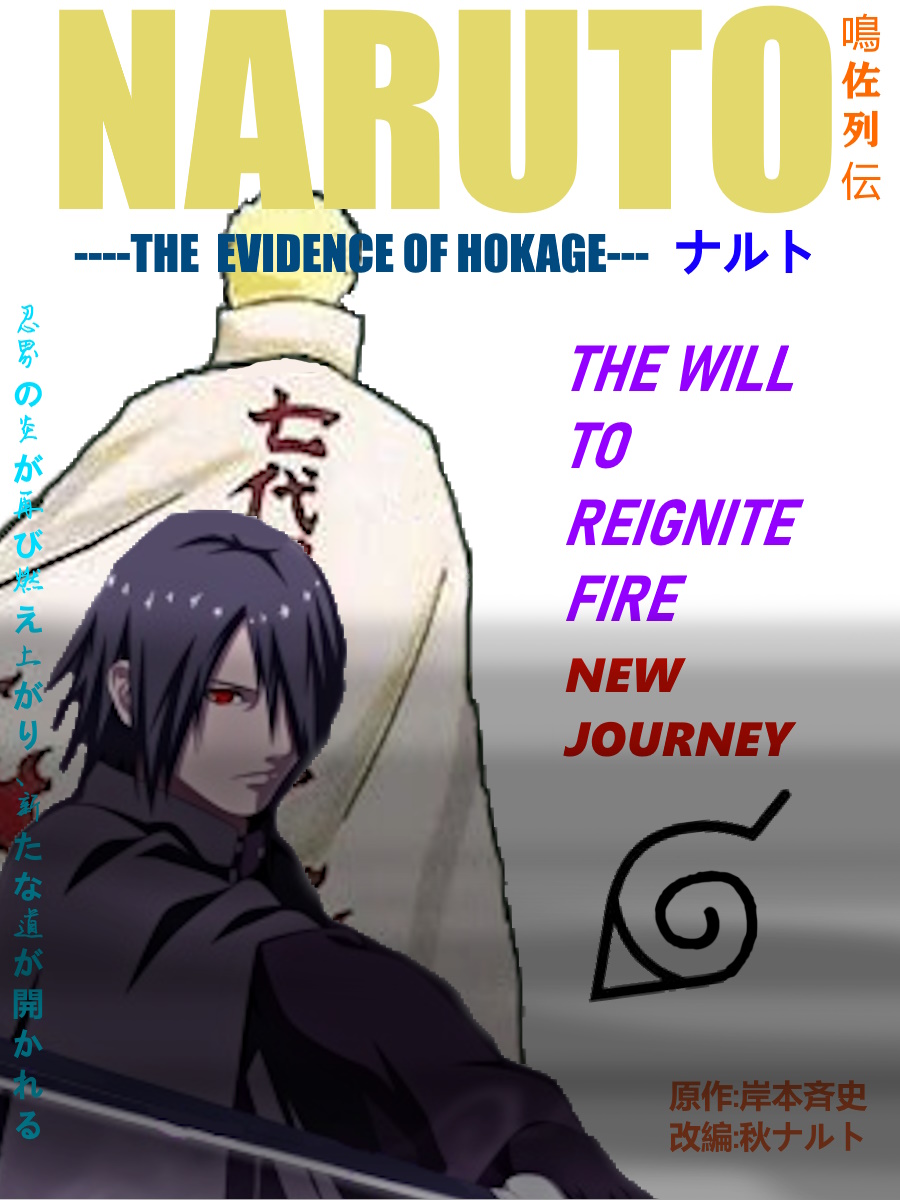 NARUTO
鳴佐列伝
----THE EVIDENCE OF HOKAGE--- ナルト
忍界の炎が再び燃え上がり、新たな道が開かれる
七代
THE WILL
TO
REIGNITE
FIRE
NEW
JOURNEY
原作:岸本斉史
改編:秋ナルト